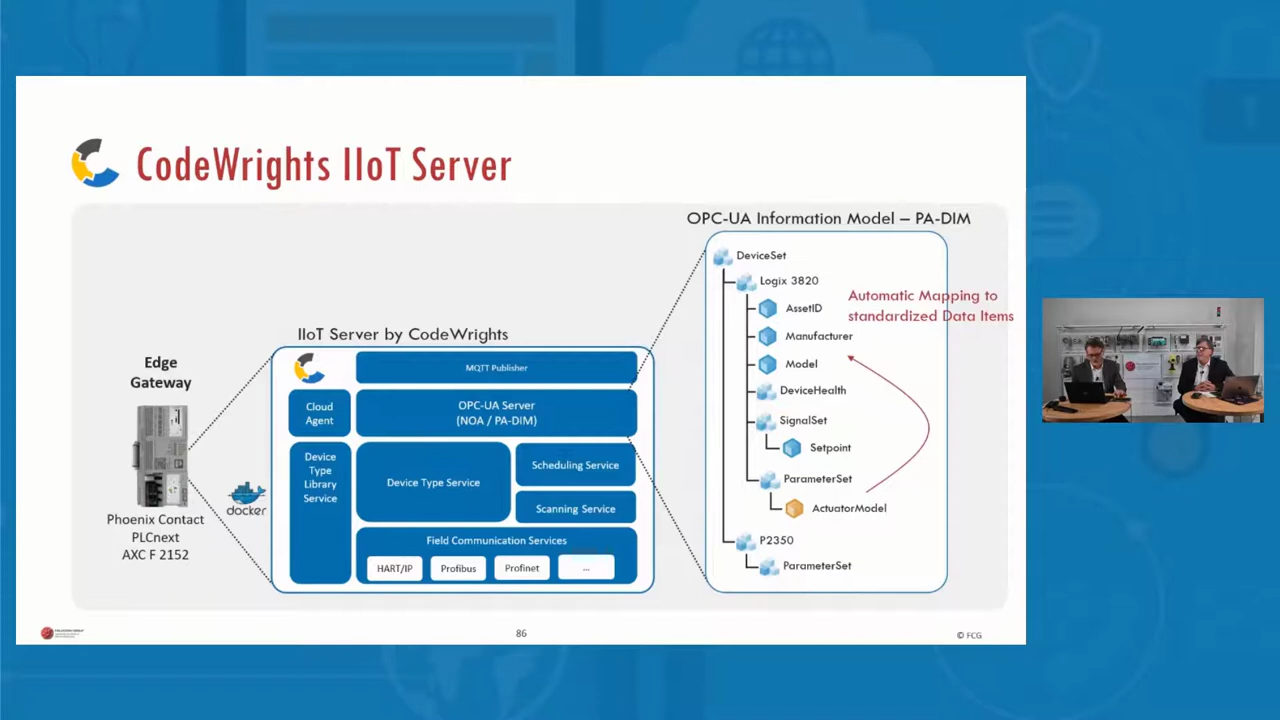 CodeWrights IIoT Server
OPC-UA Information Model – PA-DIM
DeviceSet
Logix 3820
AssetID
Manufacturer
Model
DeviceHealth
SignalSet
Setpoint
ParameterSet
ActuatorModel
P2350
ParameterSet
Automatic Mapping to
standardized Data Items
IIoT Server by CodeWrights
MQTT Publisher
Cloud
Agent
OPC-UA Server
(NOA / PA-DIM)
Device
Type
Library
Service
Device Type Service
Scheduling Service
Scanning Service
Field Communication Services
HART/IP
Profibus
Profinet
...
Edge
Gateway
docker
Phoenix Contact
PLCnext
AXC F 2152
86
© FCG